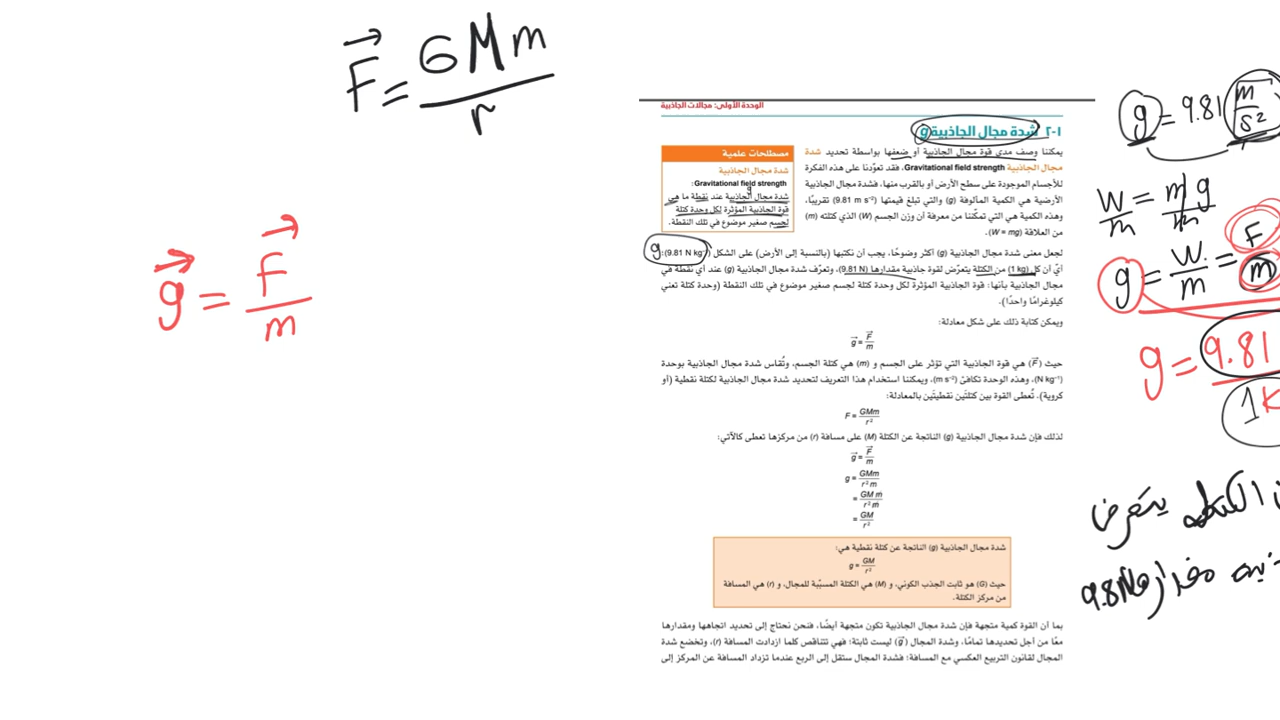 F = GMm
r
g = F
m
الوحدة الأولى: مجالات الجاذبية
٢-١ شدة مجال الجاذبية g
يمكننا وصف مدى قوة مجال الجاذبية أو ضعفها بواسطة تحديد شدة
مجال الجاذبية Gravitational field strength، فقد تعوّدنا على هذه الفكرة
للأجسام الموجودة على سطح الأرض أو بالقرب منها، فشدة مجال الجاذبية
الأرضية هي الكمية المألوفة (g) والتي تبلغ قيمتها (9.81 m s⁻²) تقريبًا،
وهذه الكمية هي التي تمكّننا من معرفة أن وزن الجسم (W) الذي كتلته (m)
من العلاقة (W = mg).
مصطلحات علمية
شدة مجال الجاذبية
Gravitational field strength:
g
شدة مجال الجاذبية عند نقطة ما هي
قوة الجاذبية المؤثرة لكل وحدة كتلة
لجسم صغير موضوع في تلك النقطة.
لجعل معنى شدة مجال الجاذبية (g) أكثر وضوحًا، يجب أن نكتبها (بالنسبة إلى الأرض) على الشكل (9.81 N kg⁻¹):
g
أيّ أن كل (1 kg) من الكتلة يتعرّض لقوة جاذبية مقدارها (9.81 N)، وتعرّف شدة مجال الجاذبية (g) عند أي نقطة في
مجال الجاذبية بأنها: قوة الجاذبية المؤثرة لكل وحدة كتلة لجسم صغير موضوع في تلك النقطة (وحدة كتلة تعني
كيلوغرامًا واحدًا).
ويمكن كتابة ذلك على شكل معادلة:
g = F
m
حيث (F) هي قوة الجاذبية التي تؤثر على الجسم و (m) هي كتلة الجسم، وتُقاس شدة مجال الجاذبية بوحدة
(N kg⁻¹)، وهذه الوحدة تكافئ (m s⁻²)، ويمكننا استخدام هذا التعريف لتحديد شدة مجال الجاذبية لكتلة نقطية (أو
كروية). تُعطى القوة بين كتلتَين نقطيتَين بالمعادلة:
F = GMm
r²
لذلك فإن شدة مجال الجاذبية (g) الناتجة عن الكتلة (M) على مسافة (r) من مركزها تعطى كالآتي:
g = F
m
g = GMm
r² m
= GM m
r² m
= GM
r²
شدة مجال الجاذبية (g) الناتجة عن كتلة نقطية هي:
g = GM
r²
حيث (G) هو ثابت الجذب الكوني، و (M) هي الكتلة المسبّبة للمجال، و (r) هي المسافة
من مركز الكتلة.
بما أن القوة كمية متجهة فإن شدة مجال الجاذبية تكون متجهة أيضًا، فنحن نحتاج إلى تحديد اتجاهها ومقدارها
معًا من أجل تحديدها تمامًا، وشدة المجال (g) ليست ثابتة؛ فهي تتناقص كلما ازدادت المسافة (r)، وتخضع شدة
المجال لقانون التربيع العكسي مع المسافة؛ فشدة المجال ستقل إلى الربع عندما تزداد المسافة عن المركز إلى
g = 9.81 m
s²
W = m g
m m
g = W = F
m m
g = 9.81
1 K
الكتلة يتعرض
مقدارها 9.8N